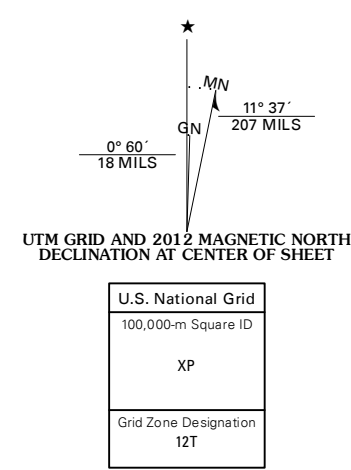 ★
MN
GN
11° 37´
207 MILS
0° 60´
18 MILS
UTM GRID AND 2012 MAGNETIC NORTH
DECLINATION AT CENTER OF SHEET
U.S. National Grid
100,000-m Square ID
XP
Grid Zone Designation
12T